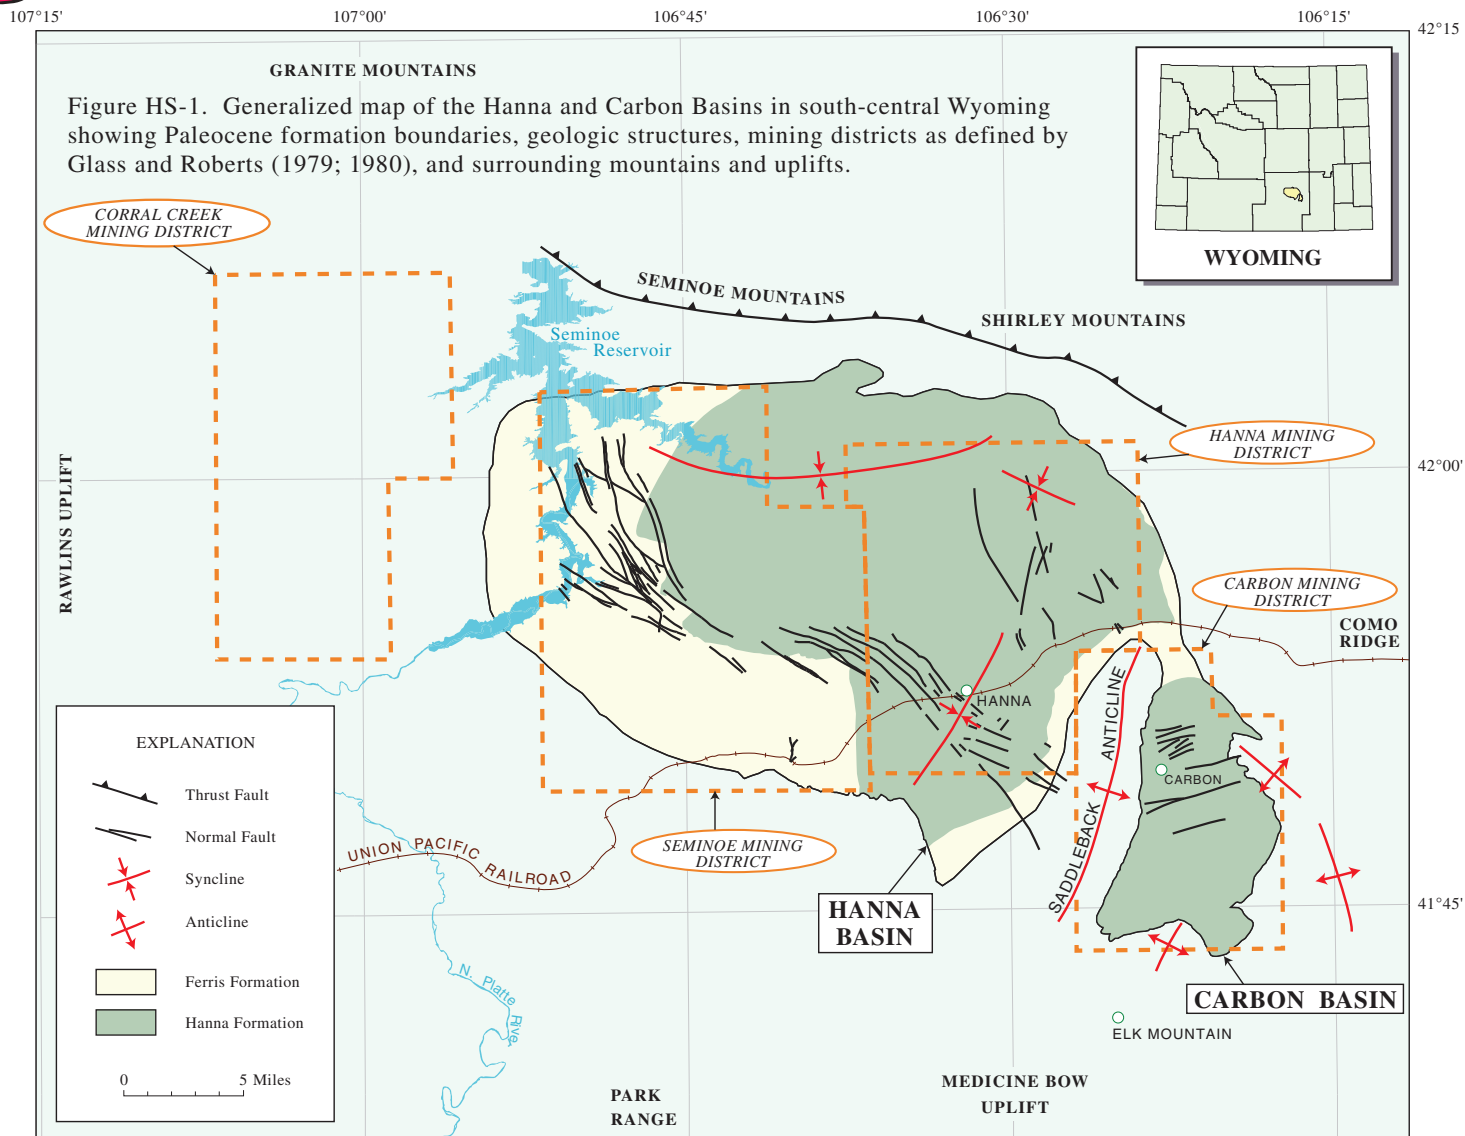 107°15'
107°00'
106°45'
106°30'
106°15'
42°15'
GRANITE MOUNTAINS
Figure HS-1. Generalized map of the Hanna and Carbon Basins in south-central Wyoming
showing Paleocene formation boundaries, geologic structures, mining districts as defined by
Glass and Roberts (1979; 1980), and surrounding mountains and uplifts.
WYOMING
CORRAL CREEK
MINING DISTRICT
SEMINOE MOUNTAINS
SHIRLEY MOUNTAINS
Seminoe
Reservoir
HANNA MINING
DISTRICT
42°00'
RAWLINS UPLIFT
CARBON MINING
DISTRICT
COMO
RIDGE
HANNA
SADDLEBACK ANTICLINE
CARBON
EXPLANATION
Thrust Fault
Normal Fault
Syncline
Anticline
Ferris Formation
Hanna Formation
0 5 Miles
UNION PACIFIC RAILROAD
SEMINOE MINING
DISTRICT
HANNA
BASIN
41°45'
N. Platte River
CARBON BASIN
ELK MOUNTAIN
PARK
RANGE
MEDICINE BOW
UPLIFT